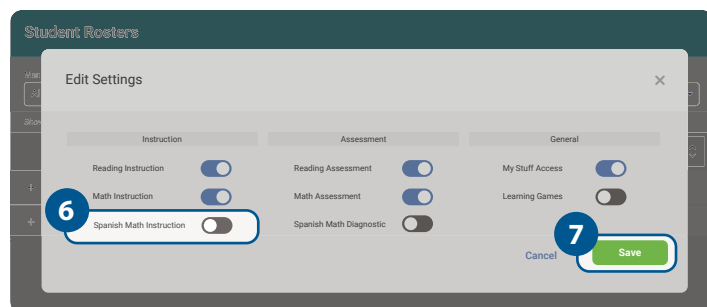 Student Rosters
Edit Settings
×
Instruction
Assessment
General
Reading Instruction
Reading Assessment
My Stuff Access
Math Instruction
Math Assessment
Learning Games
6
Spanish Math Instruction
Spanish Math Diagnostic
7
Cancel
Save